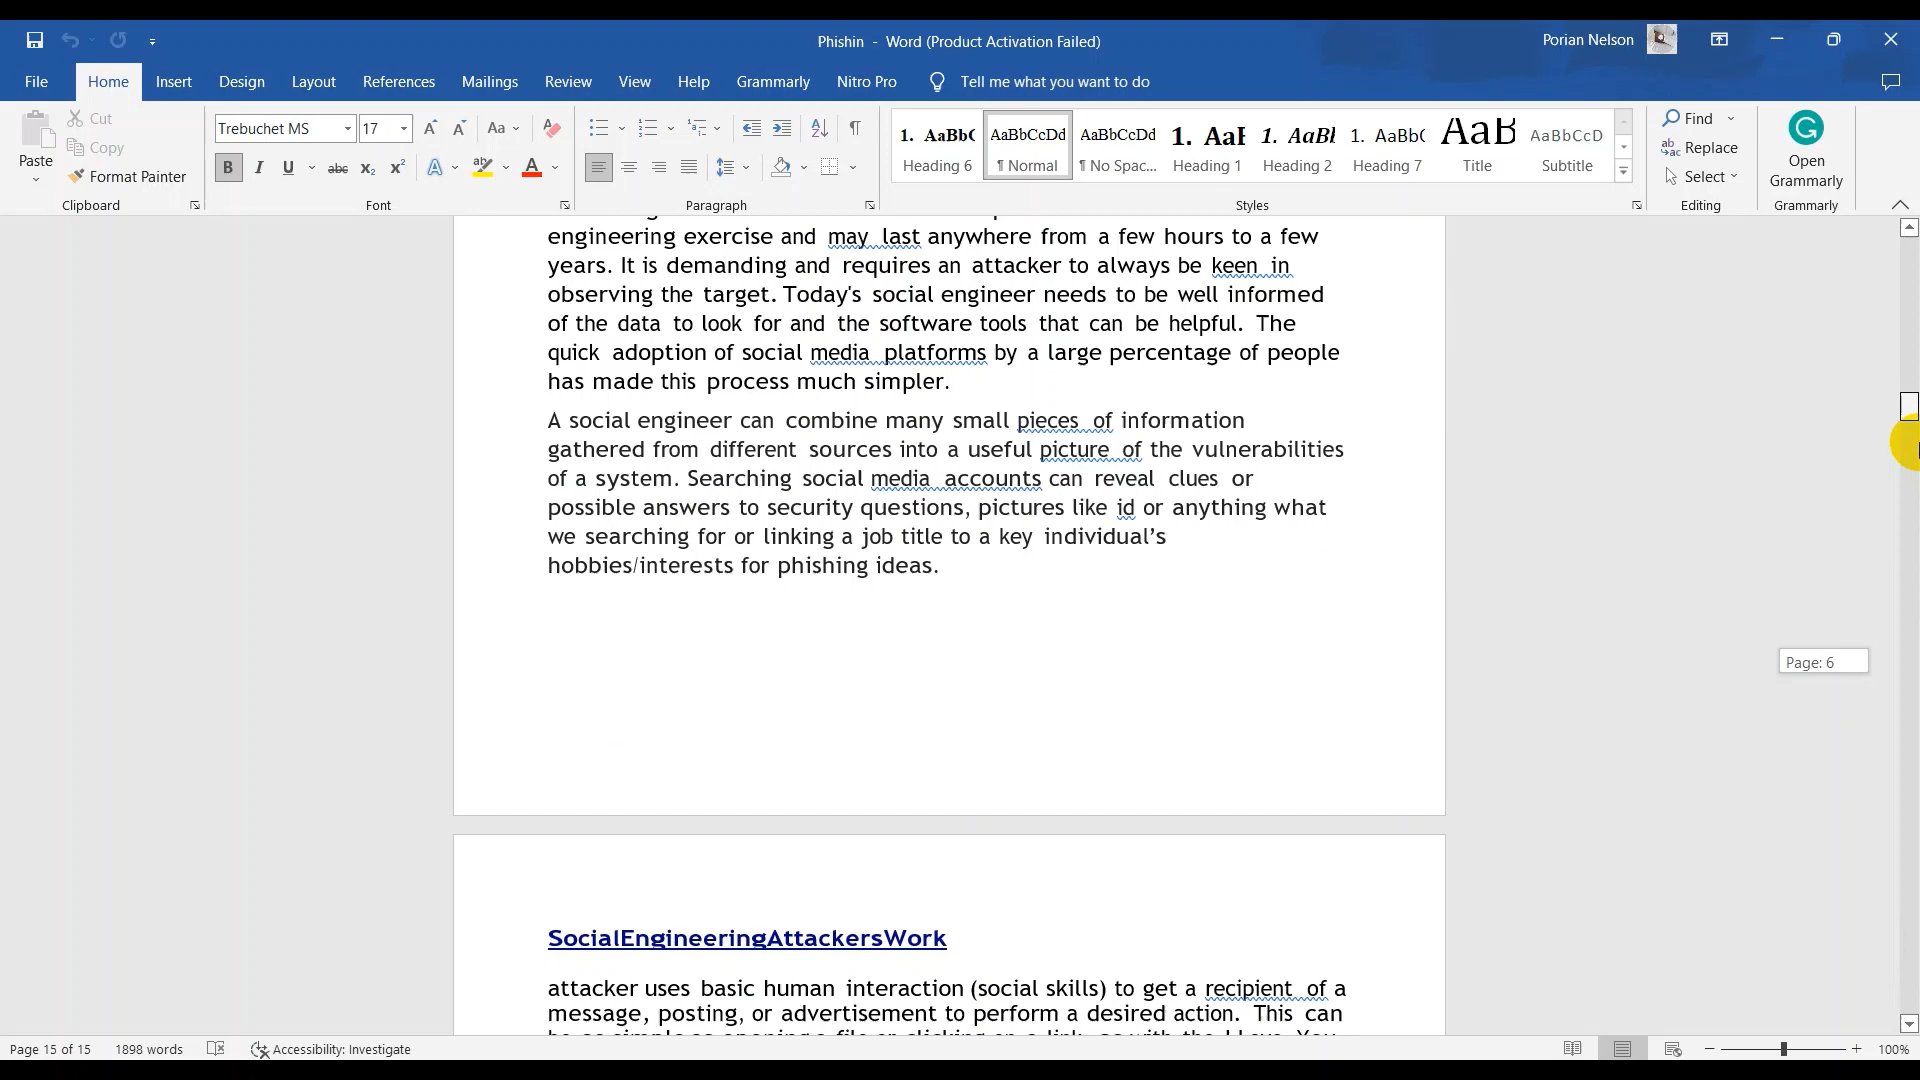 Phishin - Word (Product Activation Failed)
Porian Nelson
File Home Insert Design Layout References Mailings Review View Help Grammarly Nitro Pro Tell me what you want to do
Paste
Cut
Copy
Format Painter
Clipboard
Trebuchet MS 17
Font
Paragraph
1. AaBb( AaBbCcDd AaBbCcDd 1. AaB 1. AaBb 1. AaBb( AaB AaBbCcD
Heading 6 ¶ Normal ¶ No Spac... Heading 1 Heading 2 Heading 7 Title Subtitle
Styles
Find
Replace
Select
Editing
Open
Grammarly
Grammarly
engineering exercise and may last anywhere from a few hours to a few
years. It is demanding and requires an attacker to always be keen in
observing the target. Today's social engineer needs to be well informed
of the data to look for and the software tools that can be helpful. The
quick adoption of social media platforms by a large percentage of people
has made this process much simpler.
A social engineer can combine many small pieces of information
gathered from different sources into a useful picture of the vulnerabilities
of a system. Searching social media accounts can reveal clues or
possible answers to security questions, pictures like id or anything what
we searching for or linking a job title to a key individual’s
hobbies/interests for phishing ideas.
Page: 6
SocialEngineeringAttackersWork
attacker uses basic human interaction (social skills) to get a recipient of a
message, posting, or advertisement to perform a desired action. This can
Page 15 of 15 1898 words Accessibility: Investigate 100%